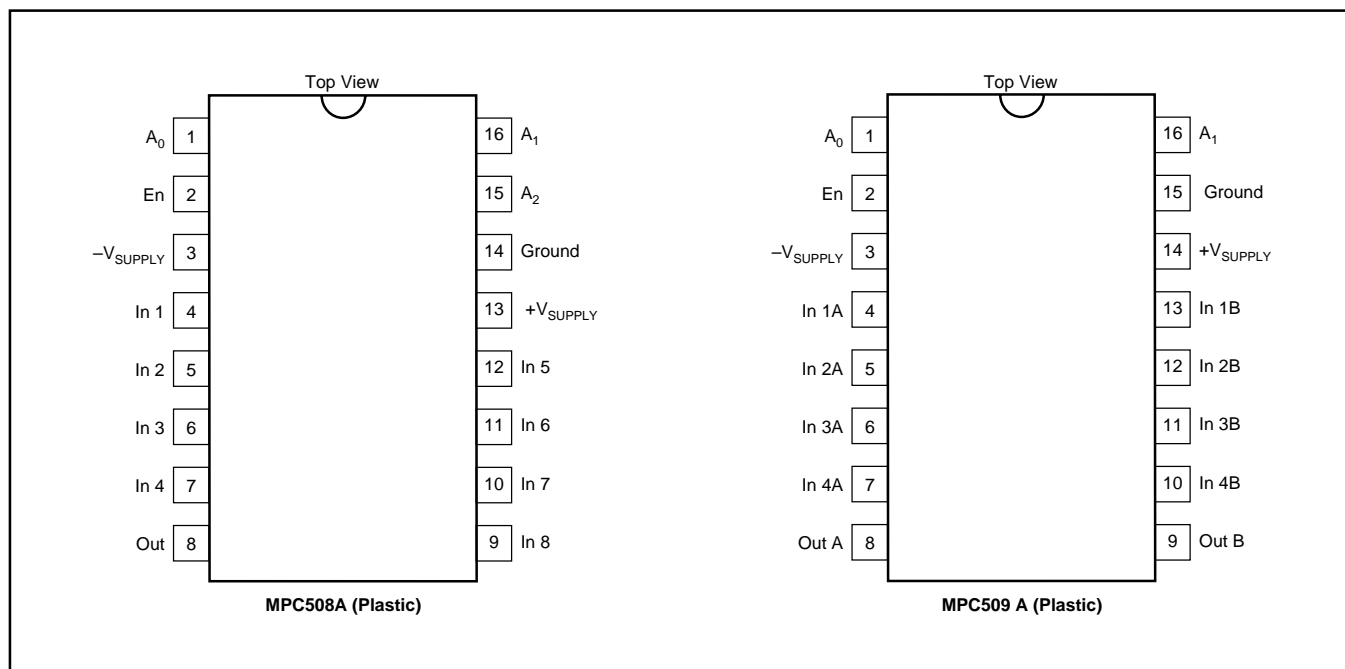 Top View
A0 1
En 2
–VSUPPLY 3
In 1 4
In 2 5
In 3 6
In 4 7
Out 8
16 A1
15 A2
14 Ground
13 +VSUPPLY
12 In 5
11 In 6
10 In 7
9 In 8
MPC508A (Plastic)
Top View
A0 1
En 2
–VSUPPLY 3
In 1A 4
In 2A 5
In 3A 6
In 4A 7
Out A 8
16 A1
15 Ground
14 +VSUPPLY
13 In 1B
12 In 2B
11 In 3B
10 In 4B
9 Out B
MPC509 A (Plastic)